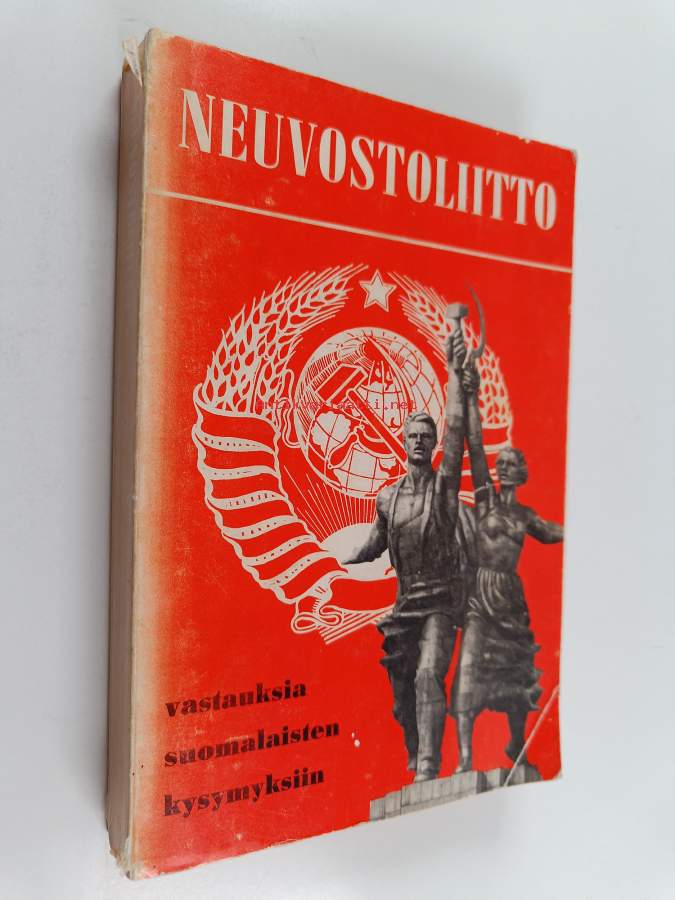 NEUVOSTOLIITTO
vastauksia
suomalaisten
kysymyksiin